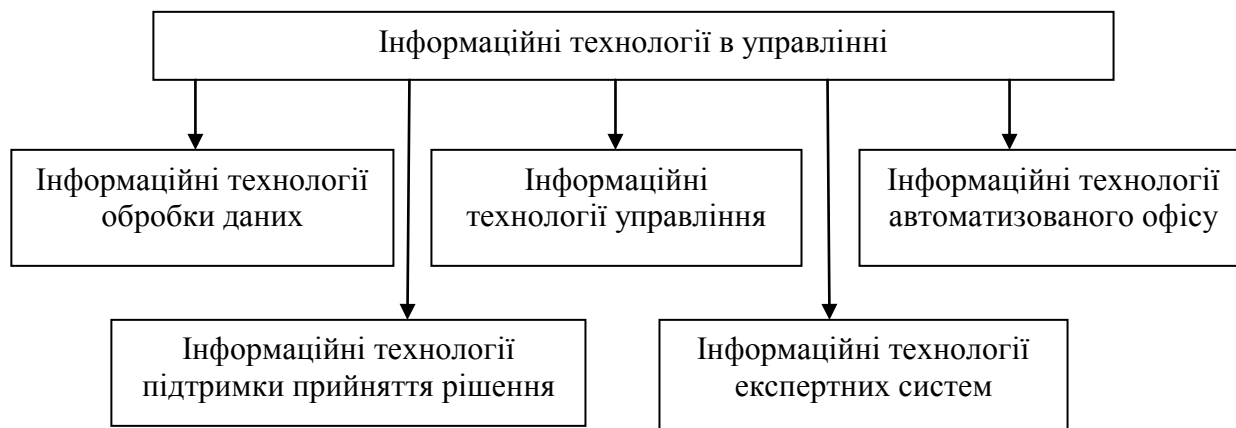 Інформаційні технології в управлінні
Інформаційні технології
обробки даних
Інформаційні
технології управління
Інформаційні технології
автоматизованого офісу
Інформаційні технології
підтримки прийняття рішення
Інформаційні технології
експертних систем